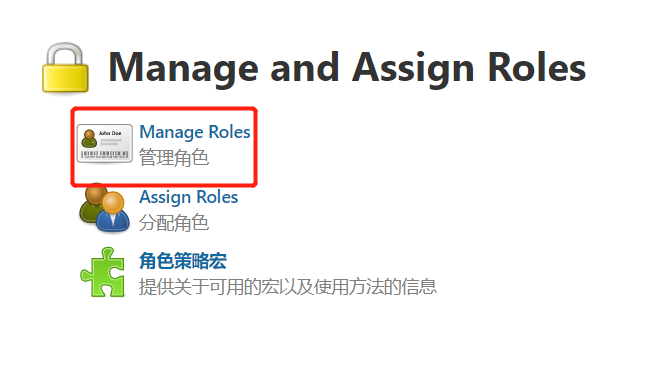 Manage and Assign Roles
John Doe
Manage Roles
管理角色
Assign Roles
分配角色
角色策略宏
提供关于可用的宏以及使用方法的信息